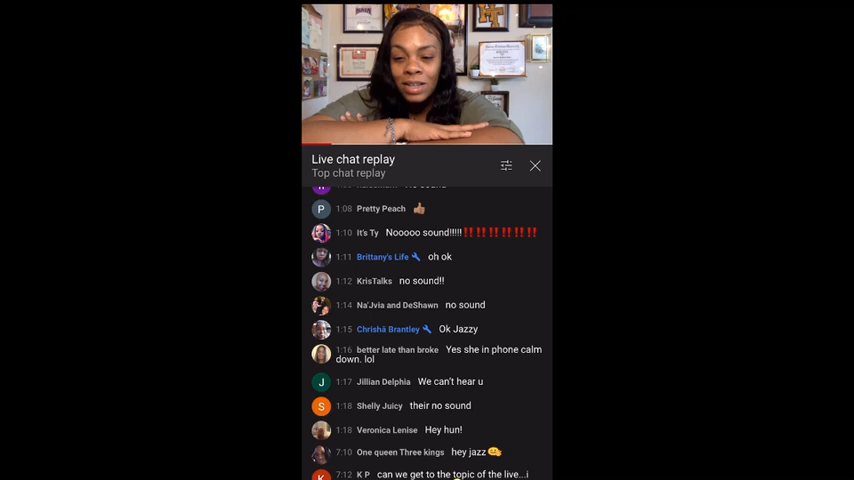 Live chat replay
Top chat replay
1:08 Pretty Peach
1:10 It's Ty Nooooo sound!!!!!‼️‼️‼️‼️‼️‼️
1:11 Brittany's Life oh ok
1:12 KrisTalks no sound!!
1:14 Na'Jvia and DeShawn no sound
1:15 Chrishā Brantley Ok Jazzy
1:16 better late than broke Yes she in phone calm
down. lol
J 1:17 Jillian Delphia We can't hear u
S 1:18 Shelly Juicy their no sound
1:18 Veronica Lenise Hey hun!
7:10 One queen Three kings hey jazz
K 7:12 K P can we get to the topic of the live...i